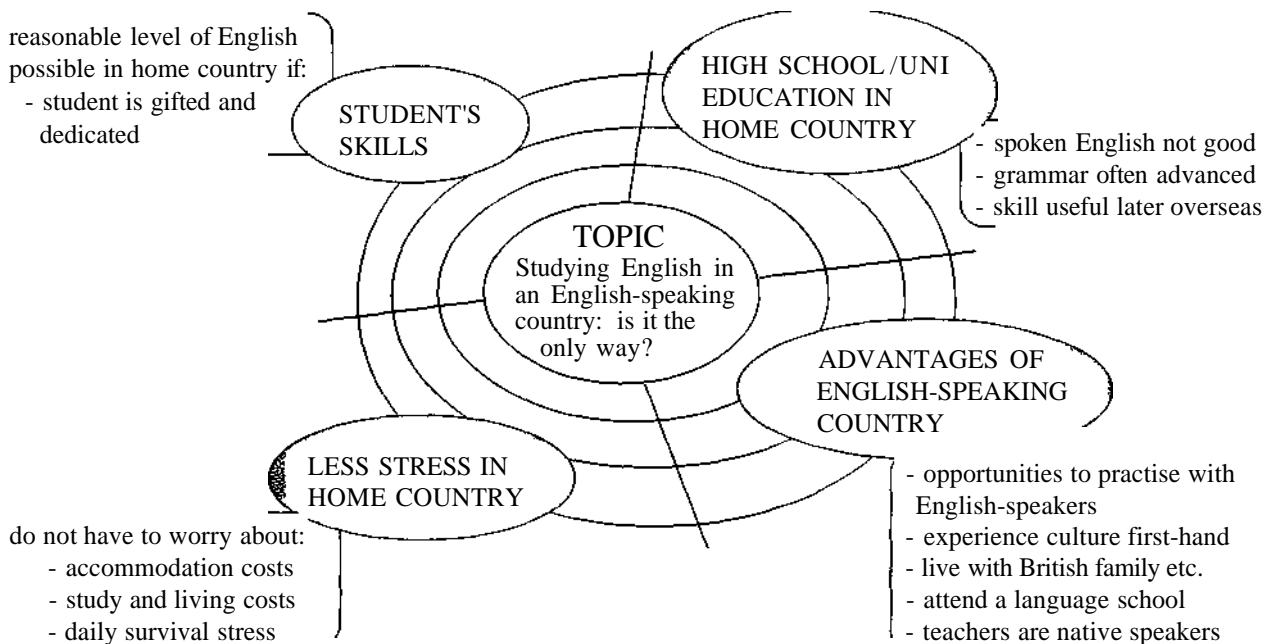 reasonable level of English
possible in home country if:
- student is gifted and
dedicated
STUDENT'S
SKILLS
HIGH SCHOOL /UNI
EDUCATION IN
HOME COUNTRY
- spoken English not good
- grammar often advanced
- skill useful later overseas
TOPIC
Studying English in
an English-speaking
country: is it the
only way?
ADVANTAGES OF
ENGLISH-SPEAKING
COUNTRY
- opportunities to practise with
English-speakers
- experience culture first-hand
- live with British family etc.
- attend a language school
- teachers are native speakers
LESS STRESS IN
HOME COUNTRY
do not have to worry about:
- accommodation costs
- study and living costs
- daily survival stress